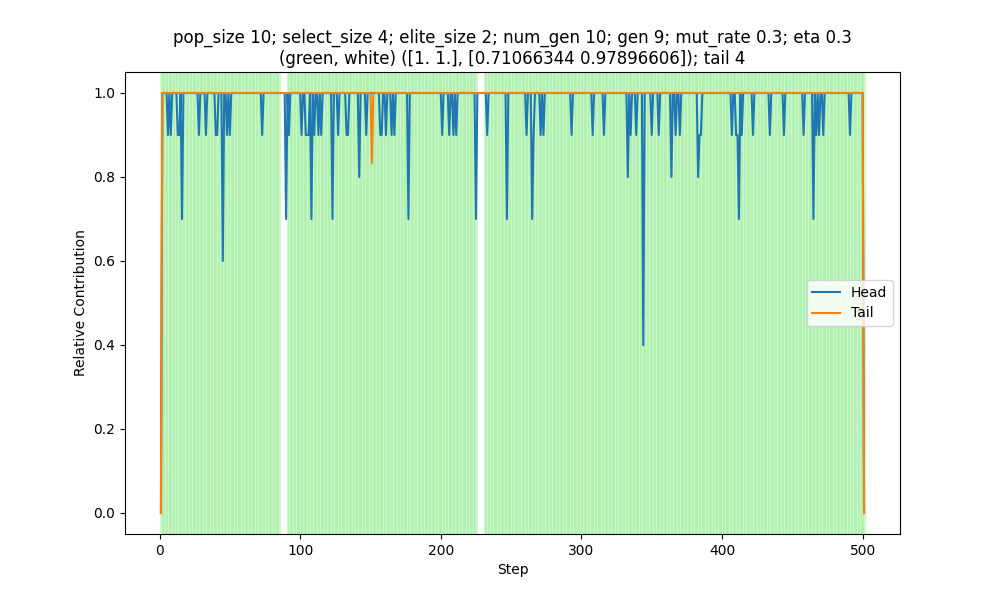 pop_size 10; select_size 4; elite_size 2; num_gen 10; gen 9; mut_rate 0.3; eta 0.3
(green, white) ([1. 1.], [0.71066344 0.97896606]); tail 4
1.0
0.8
0.6
0.4
0.2
0.0
Relative Contribution
Head
Tail
0
100
200
300
400
500
Step